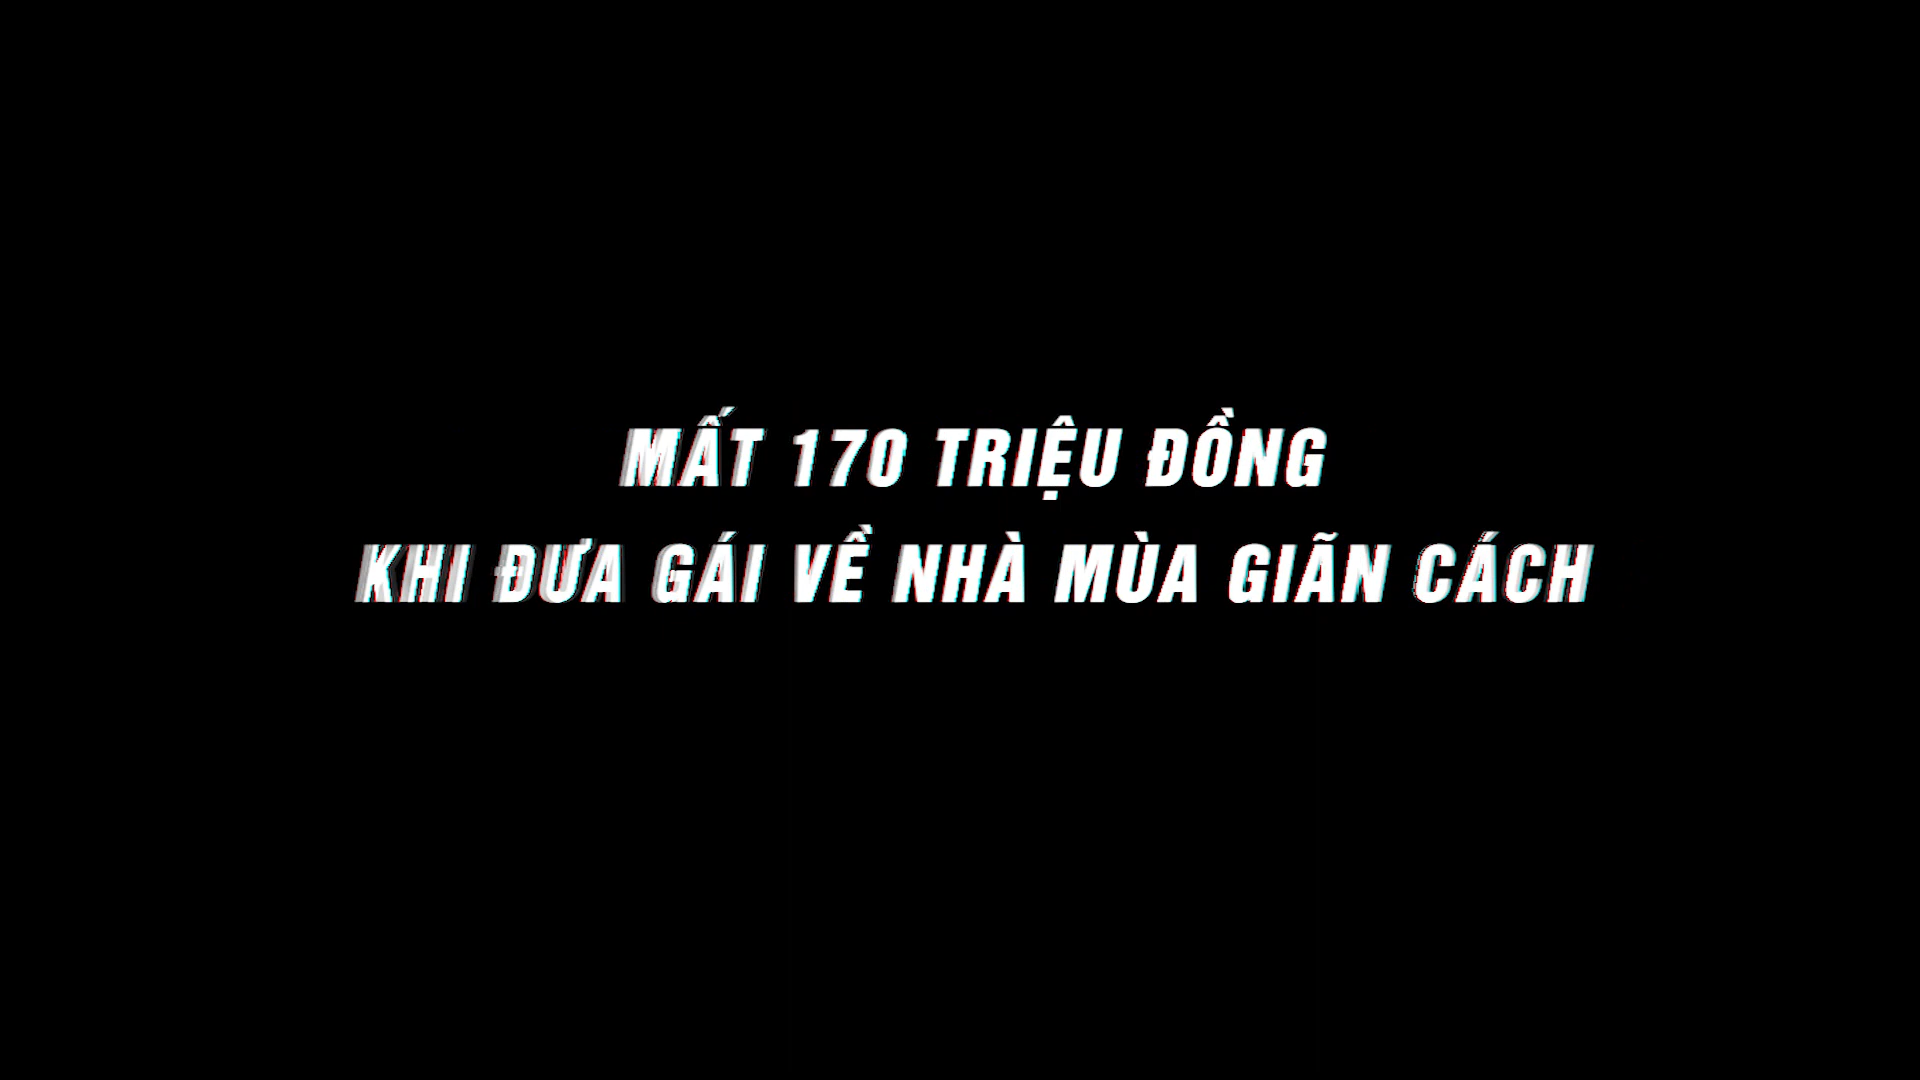 MẤT 170 TRIỆU ĐỒNG
KHI ĐƯA GÁI VỀ NHÀ MÙA GIÃN CÁCH